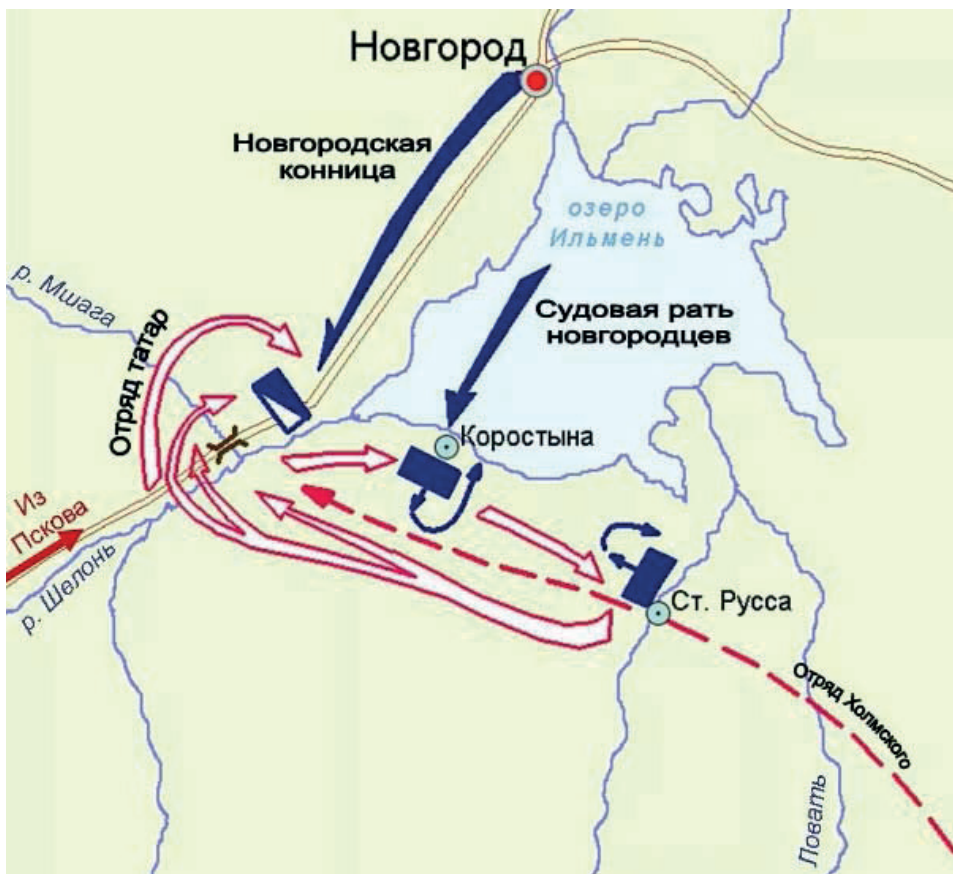 Новгород
Новгородская
конница
озеро
Ильмень
Судовая рать
новгородцев
р. Мшага
Отряд татар
Коростына
Из
Пскова
р. Шелонь
Ст. Русса
Отряд Холмского
Ловать